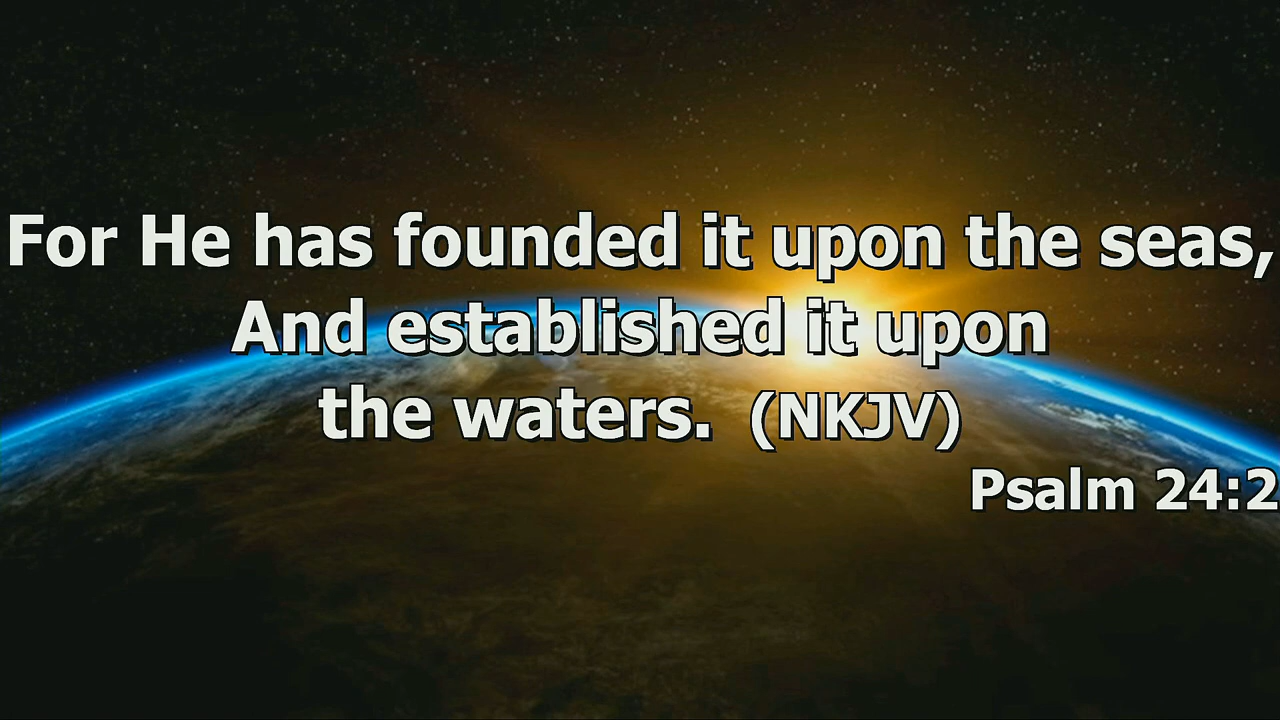 For He has founded it upon the seas,
And established it upon
the waters. (NKJV)
Psalm 24:2